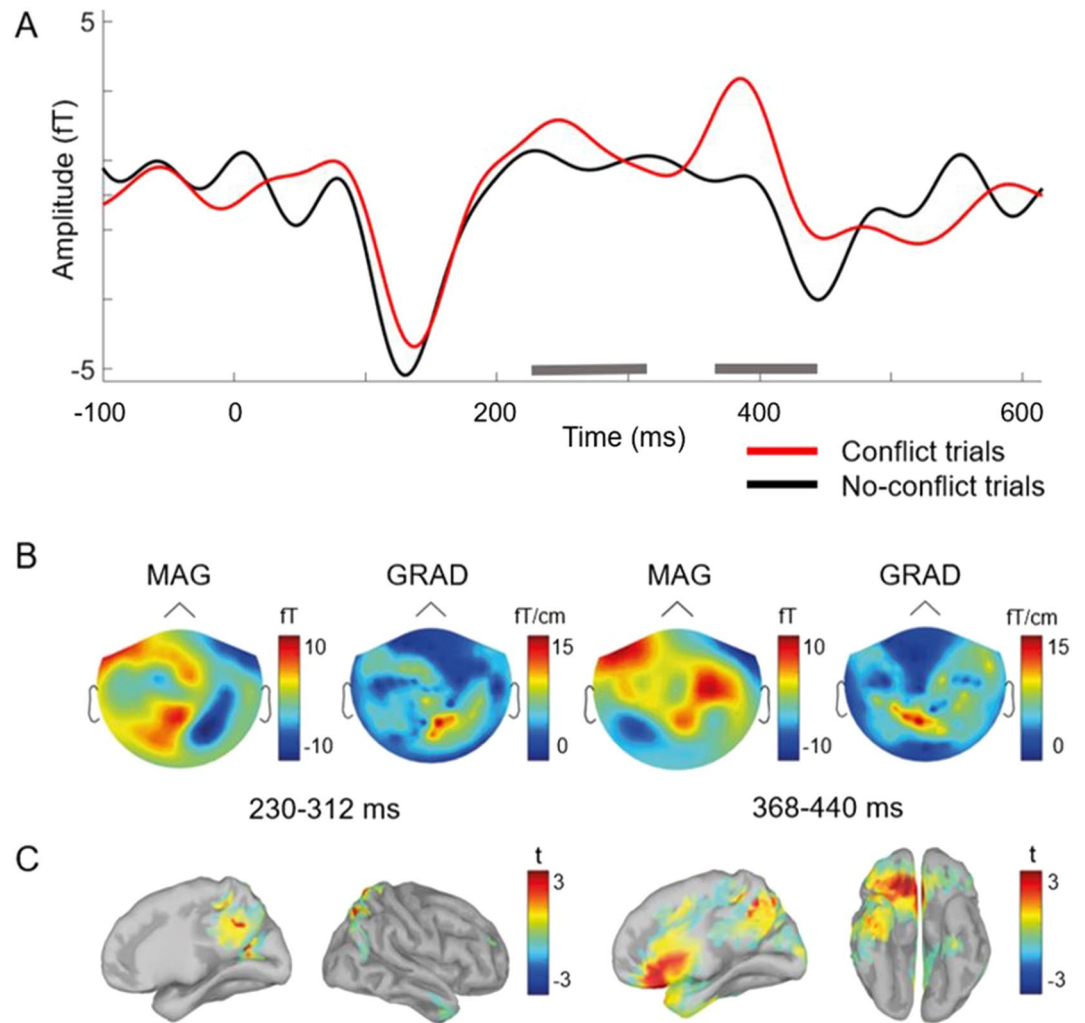 A
5
Amplitude (fT)
-5
-100 0 200 400 600
Time (ms)
Conflict trials
No-conflict trials
B
MAG GRAD MAG GRAD
fT fT/cm fT fT/cm
10 15 10 15
-10 0 -10 0
230-312 ms 368-440 ms
C
t t
3 3
-3 -3